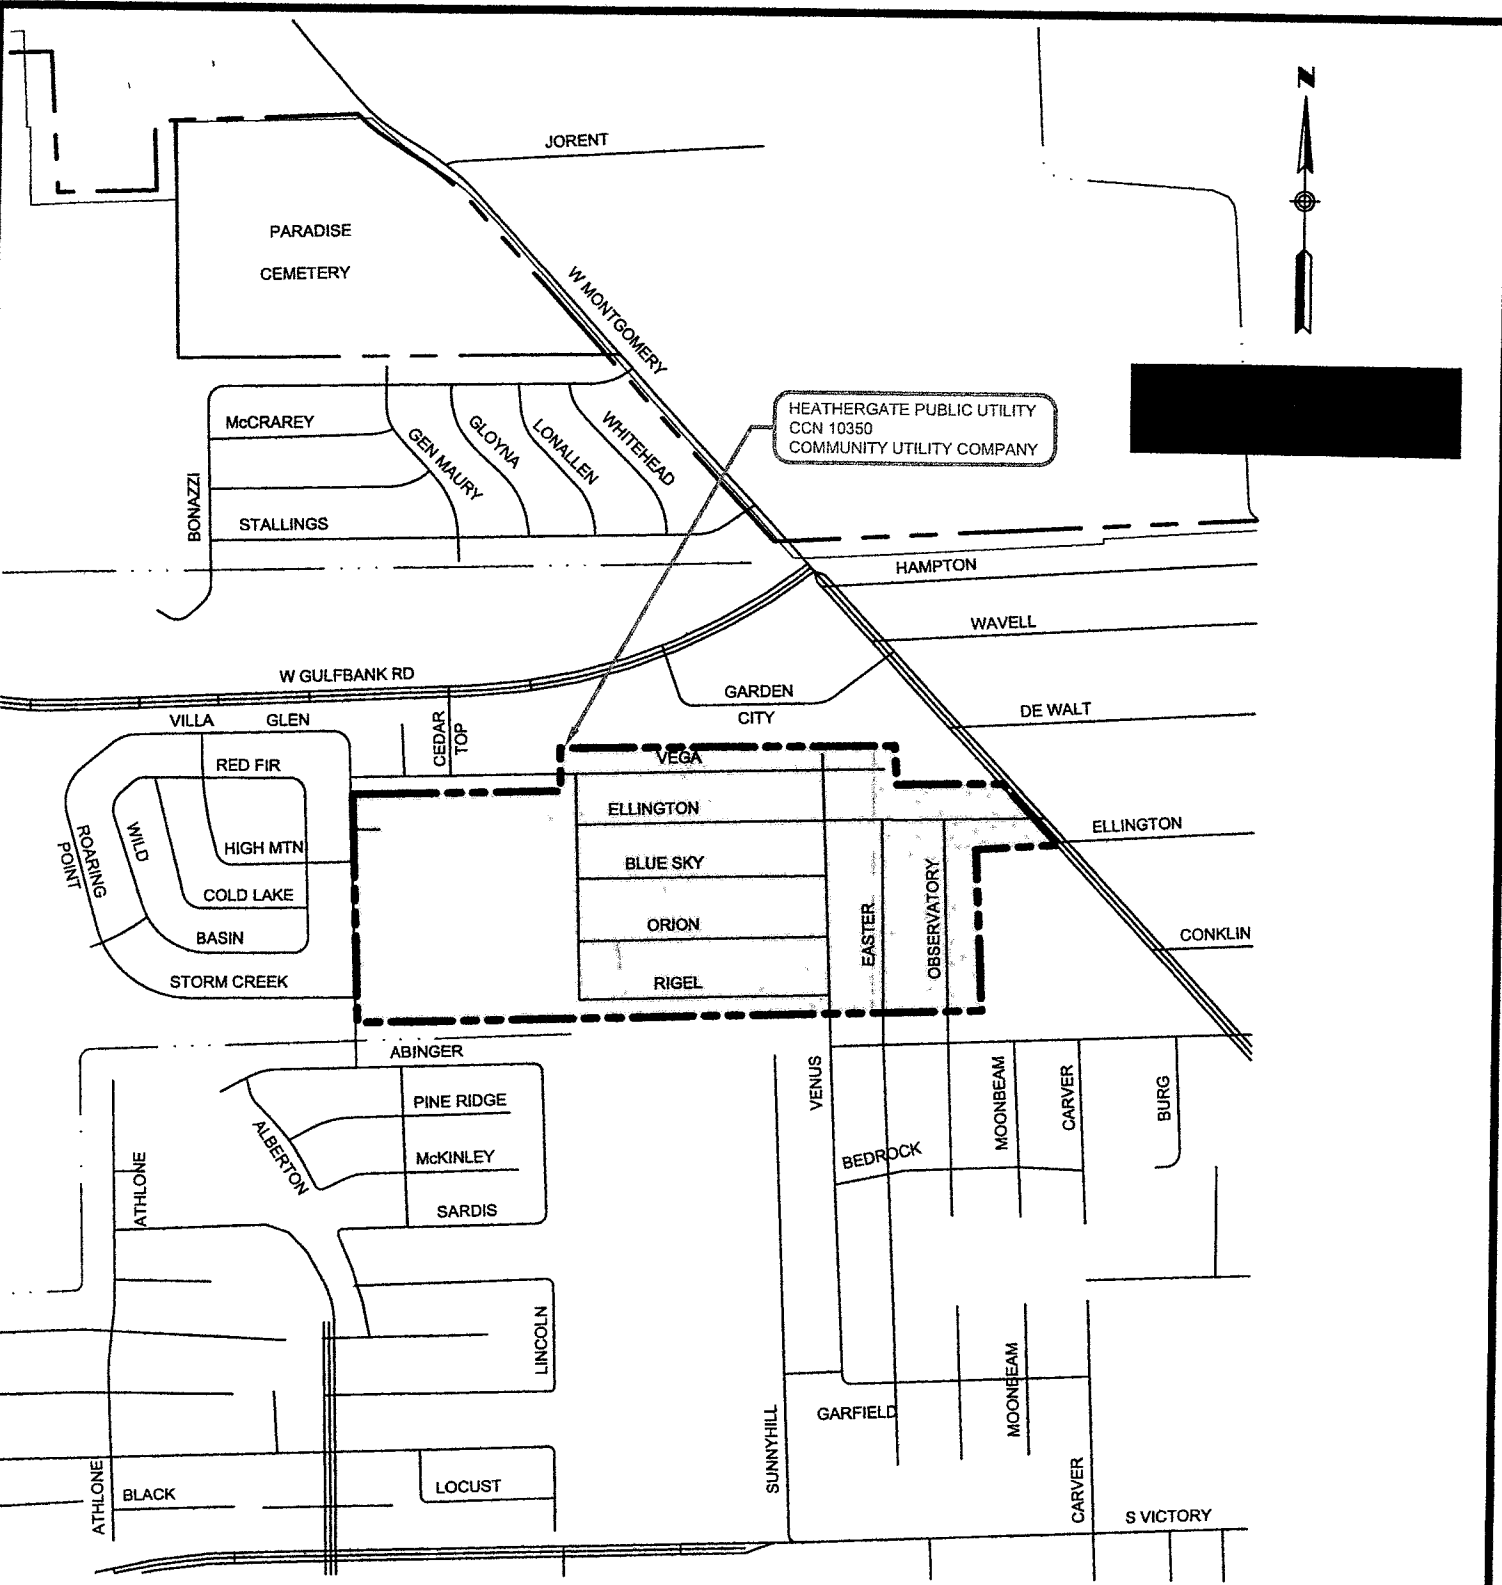 N
JORENT
PARADISE
CEMETERY
W MONTGOMERY
HEATHERGATE PUBLIC UTILITY
CCN 10350
COMMUNITY UTILITY COMPANY
McCRAREY
GEN MAURY
GLOYNA
LONALLEN
WHITEHEAD
BONAZZI
STALLINGS
HAMPTON
WAVELL
W GULFBANK RD
GARDEN
CITY
DE WALT
VILLA GLEN
CEDAR
TOP
VEGA
RED FIR
ELLINGTON
ELLINGTON
ROARING
POINT
WILD
HIGH MTN
BLUE SKY
COLD LAKE
ORION
EASTER
OBSERVATORY
CONKLIN
BASIN
STORM CREEK
RIGEL
ABINGER
VENUS
MOONBEAM
CARVER
BURG
PINE RIDGE
ALBERTON
McKINLEY
BEDROCK
ATHLONE
SARDIS
LINCOLN
MOONBEAM
GARFIELD
SUNNYHILL
ATHLONE
BLACK
LOCUST
CARVER
S VICTORY